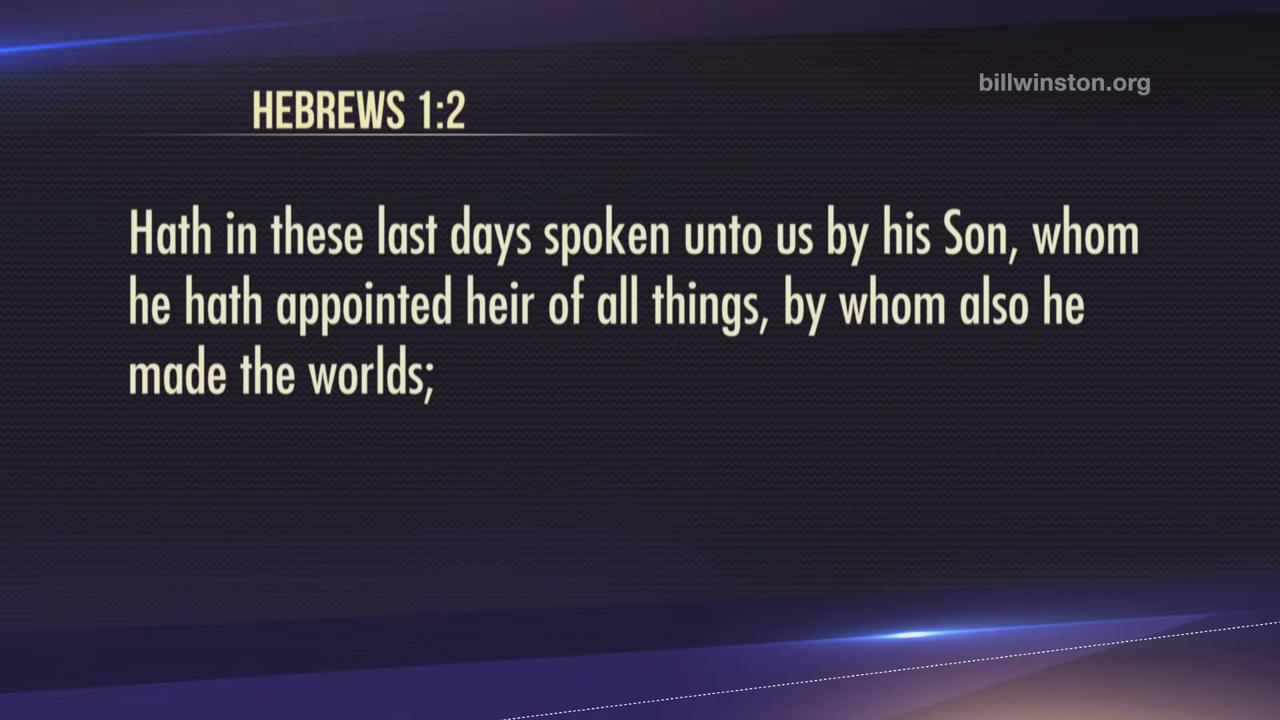 billwinston.org
HEBREWS 1:2
Hath in these last days spoken unto us by his Son, whom
he hath appointed heir of all things, by whom also he
made the worlds;